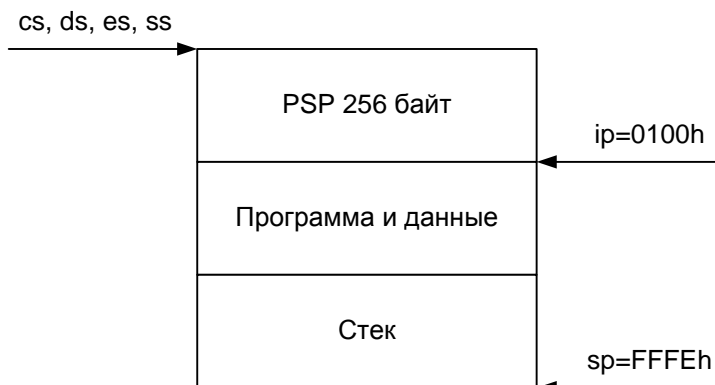 cs, ds, es, ss
PSP 256 байт
ip=0100h
Программа и данные
Стек
sp=FFFEh